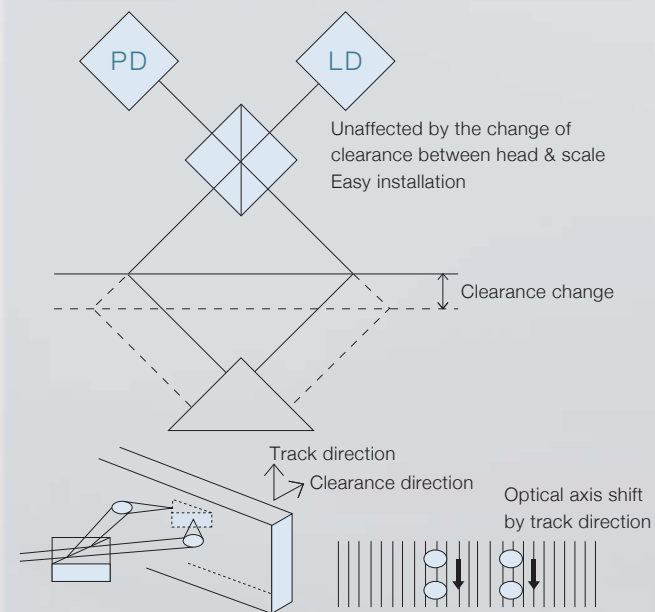 PD
LD
Unaffected by the change of
clearance between head & scale
Easy installation
Clearance change
Track direction
Clearance direction
Optical axis shift
by track direction